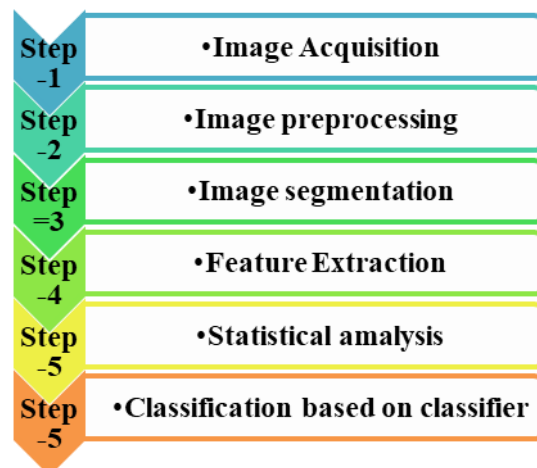 Step
-1
•Image Acquisition
Step
-2
•Image preprocessing
Step
=3
•Image segmentation
Step
-4
•Feature Extraction
Step
-5
•Statistical amalysis
Step
-5
•Classification based on classifier